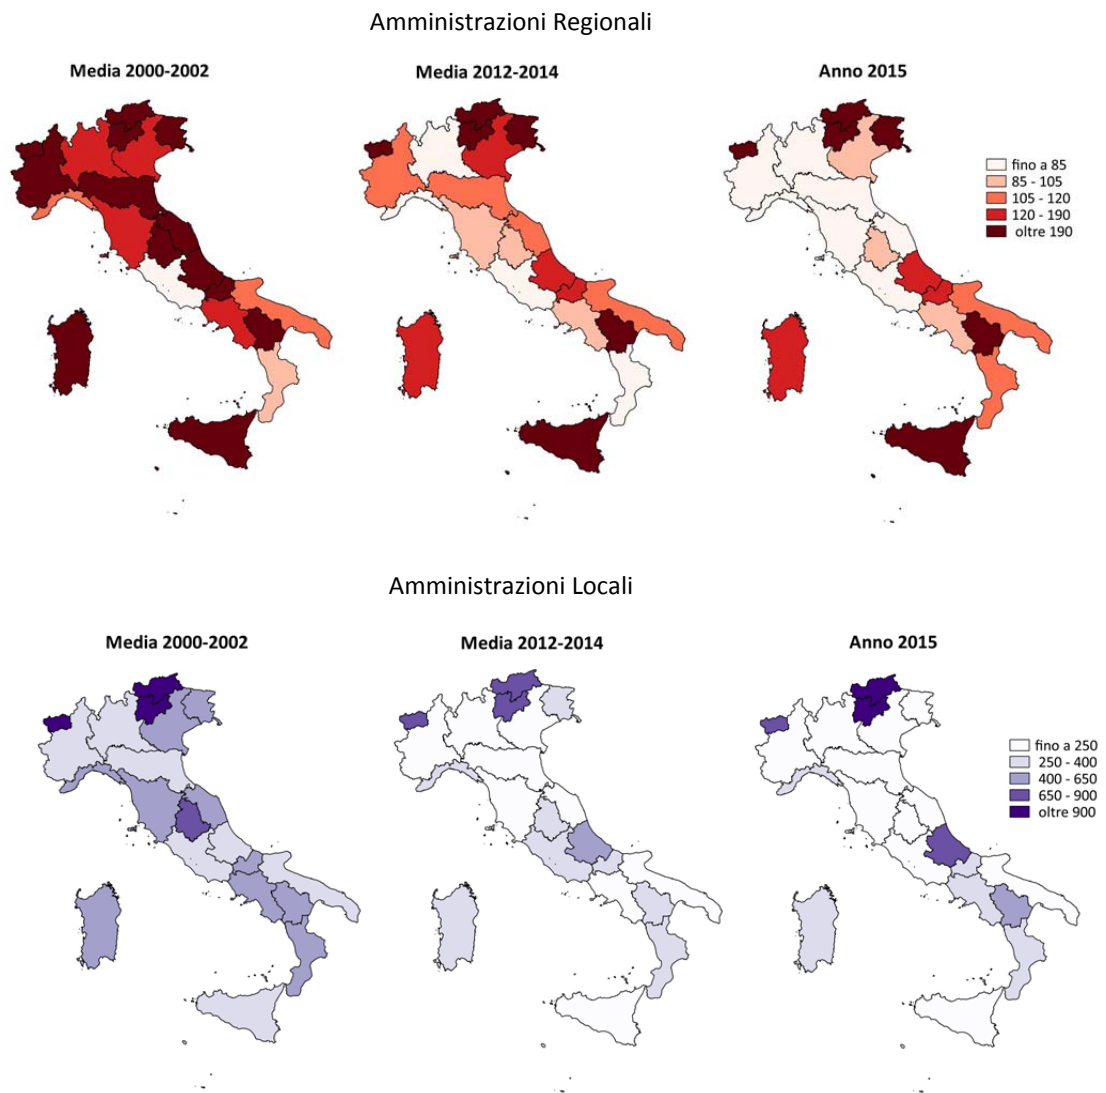 Amministrazioni Regionali
Media 2000-2002
Media 2012-2014
Anno 2015
fino a 85
85 - 105
105 - 120
120 - 190
oltre 190
Amministrazioni Locali
Media 2000-2002
Media 2012-2014
Anno 2015
fino a 250
250 - 400
400 - 650
650 - 900
oltre 900